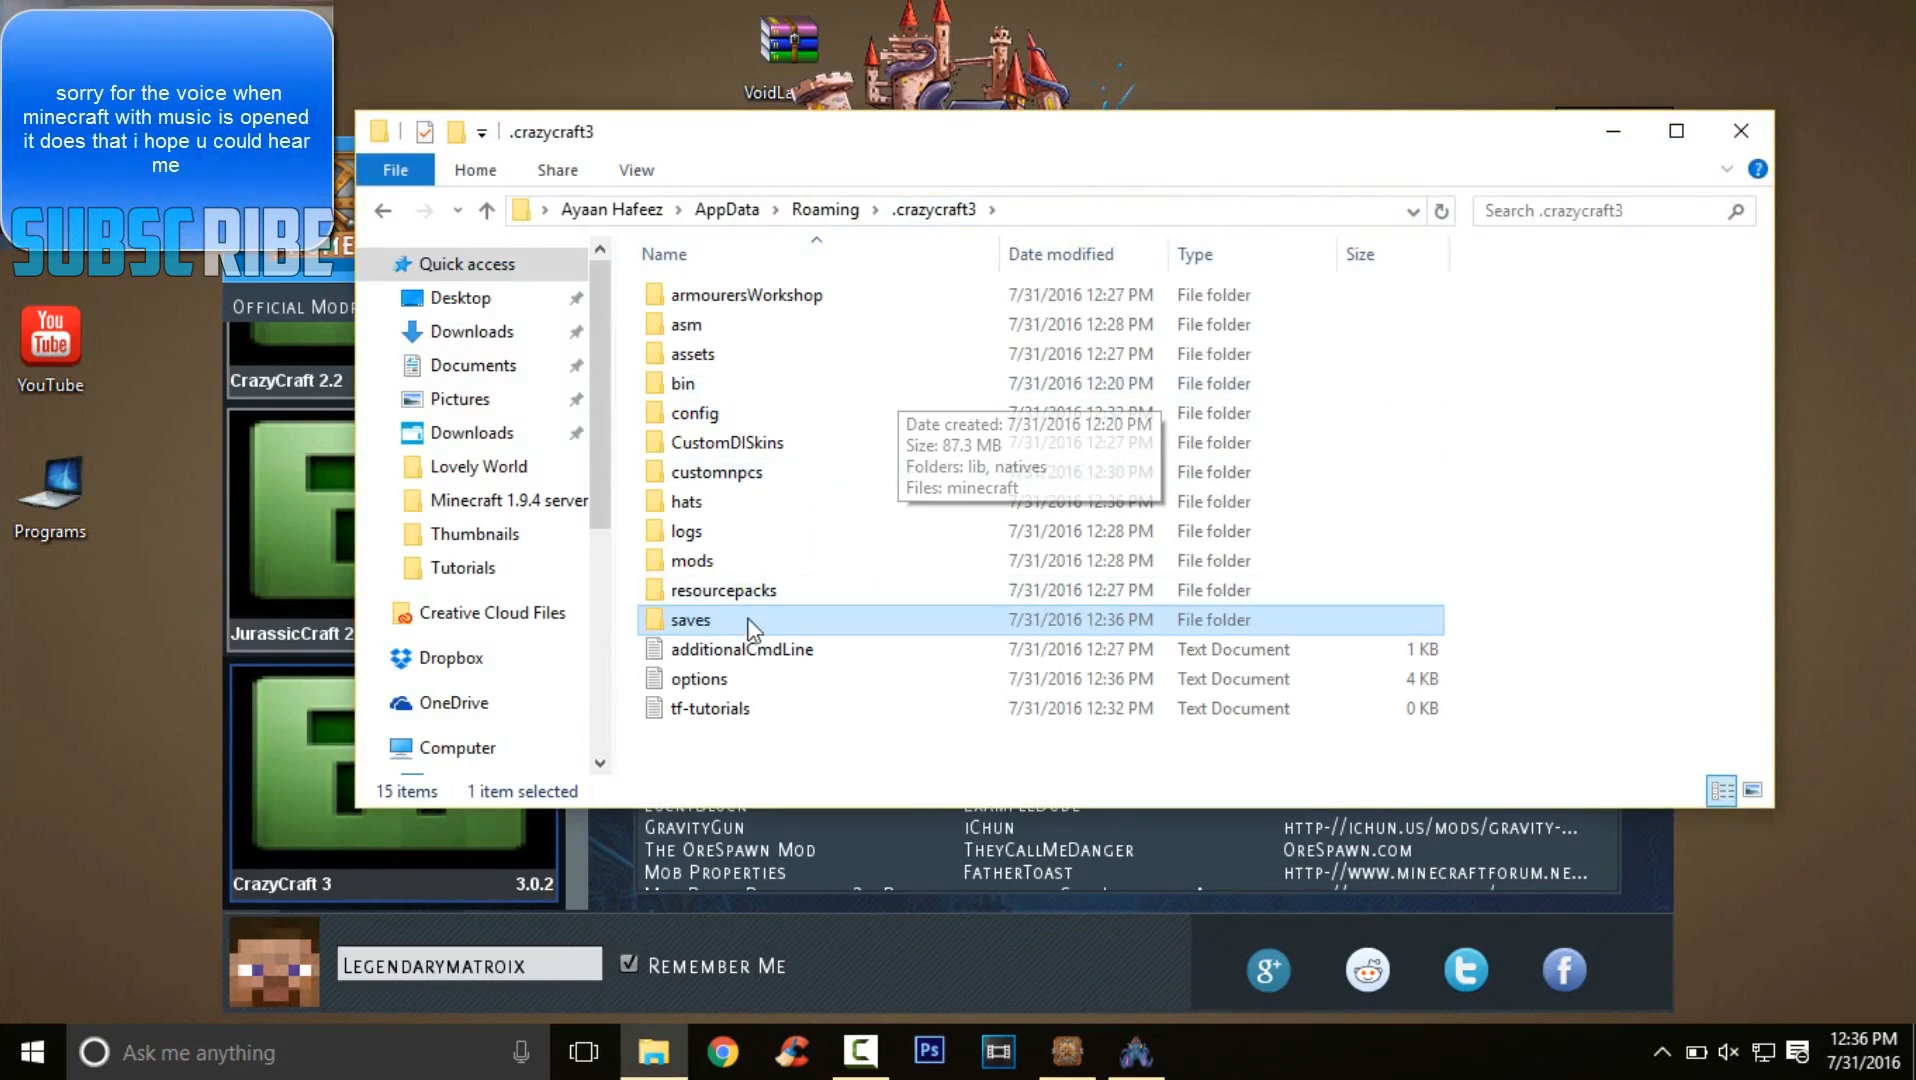 sorry for the voice when
minecraft with music is opened
it does that i hope u could hear
me
SUBSCRIBE
YouTube
Programs
.crazycraft3
File Home Share View
Ayaan Hafeez AppData Roaming .crazycraft3
Search .crazycraft3
Quick access
Desktop
Downloads
Documents
Pictures
Downloads
Lovely World
Minecraft 1.9.4 server
Thumbnails
Tutorials
Creative Cloud Files
Dropbox
OneDrive
Computer
Name Date modified Type Size
armourersWorkshop 7/31/2016 12:27 PM File folder
asm 7/31/2016 12:28 PM File folder
assets 7/31/2016 12:27 PM File folder
bin 7/31/2016 12:20 PM File folder
config File folder
CustomDISkins 7/31/2016 12:27 PM File folder
customnpcs 7/31/2016 12:30 PM File folder
hats 7/31/2016 12:36 PM File folder
logs 7/31/2016 12:28 PM File folder
mods 7/31/2016 12:28 PM File folder
resourcepacks 7/31/2016 12:27 PM File folder
saves 7/31/2016 12:36 PM File folder
additionalCmdLine 7/31/2016 12:27 PM Text Document 1 KB
options 7/31/2016 12:36 PM Text Document 4 KB
tf-tutorials 7/31/2016 12:32 PM Text Document 0 KB
Date created: 7/31/2016 12:20 PM
Size: 87.3 MB
Folders: lib, natives
Files: minecraft
15 items 1 item selected
CrazyCraft 2.2
JurassicCraft 2
CrazyCraft 3 3.0.2
GravityGun iChun http-//ichun.us/mods/gravity-...
The OreSpawn Mod TheyCallMeDanger OreSpawn.com
Mob Properties FatherToast http-//www.minecraftforum.ne...
Legendarymatroix
Remember Me
Ask me anything
12:36 PM
7/31/2016